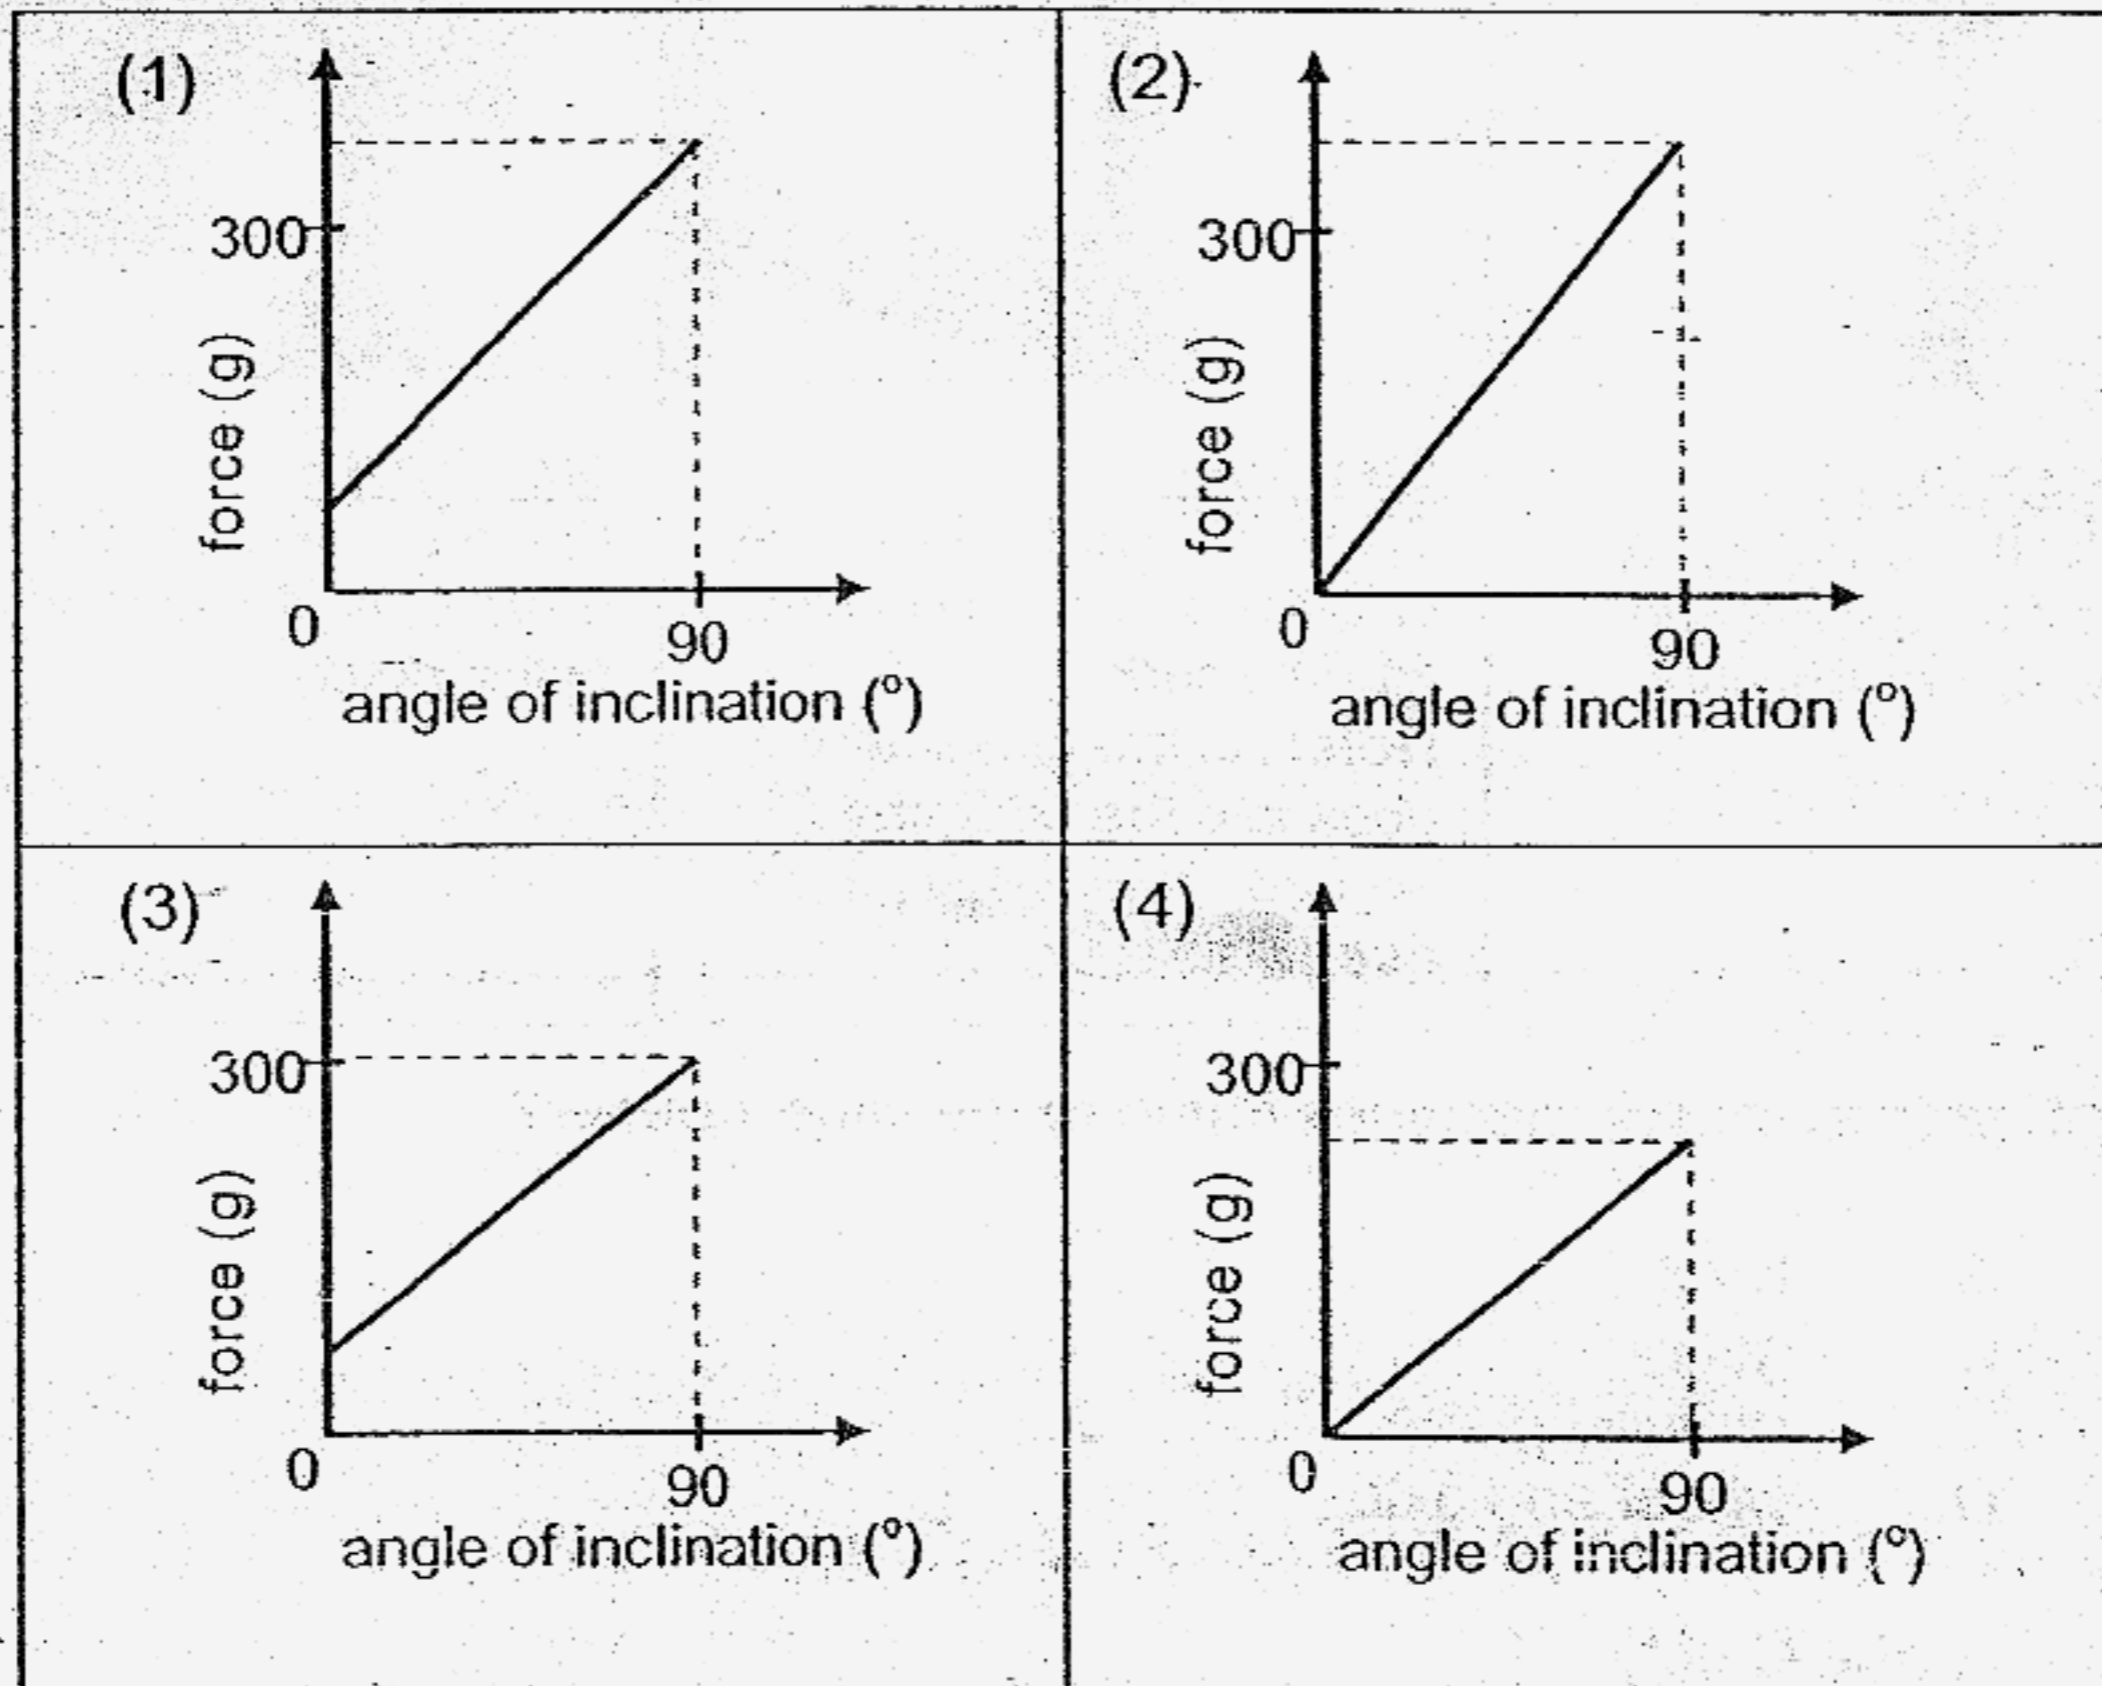 (1)
300
force (g)
0
90
angle of inclination (°)
(2)
300
force (g)
0
90
angle of inclination (°)
(3)
300
force (g)
0
90
angle of inclination (°)
(4)
300
force (g)
0
90
angle of inclination (°)